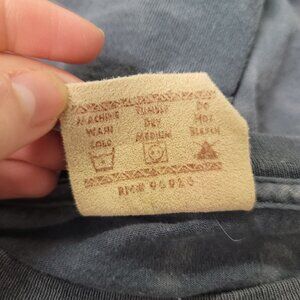 MACHINE TUMBLE DO
WASH DRY NOT
COLD MEDIUM BLEACH